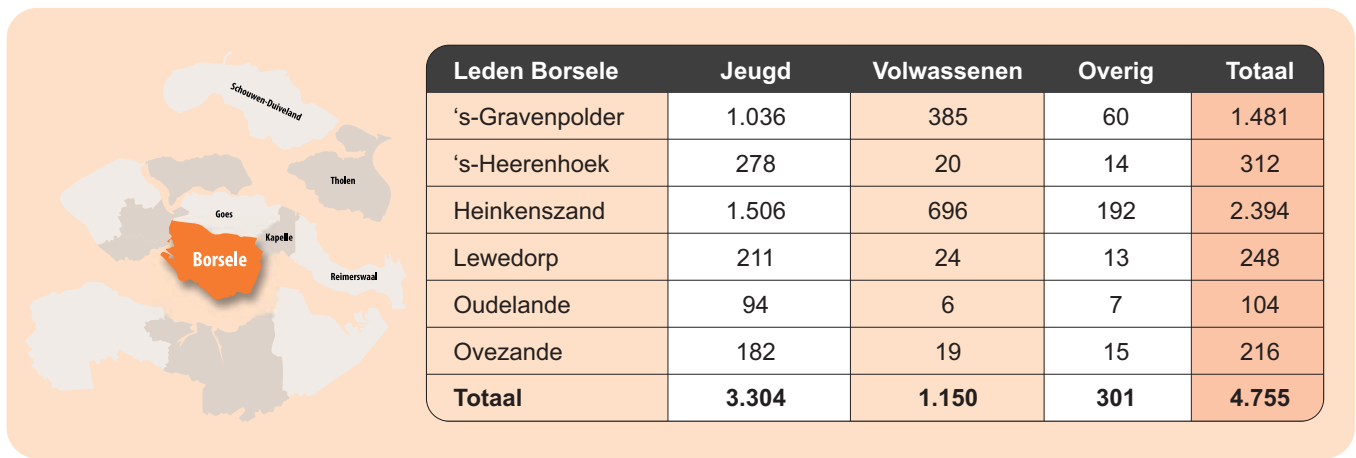 Schouwen-Duiveland
Tholen
Goes
Kapelle
Borsele
Reimerswaal
Leden Borsele Jeugd Volwassenen Overig Totaal
‘s-Gravenpolder 1.036 385 60 1.481
‘s-Heerenhoek 278 20 14 312
Heinkenszand 1.506 696 192 2.394
Lewedorp 211 24 13 248
Oudelande 94 6 7 104
Ovezande 182 19 15 216
Totaal 3.304 1.150 301 4.755